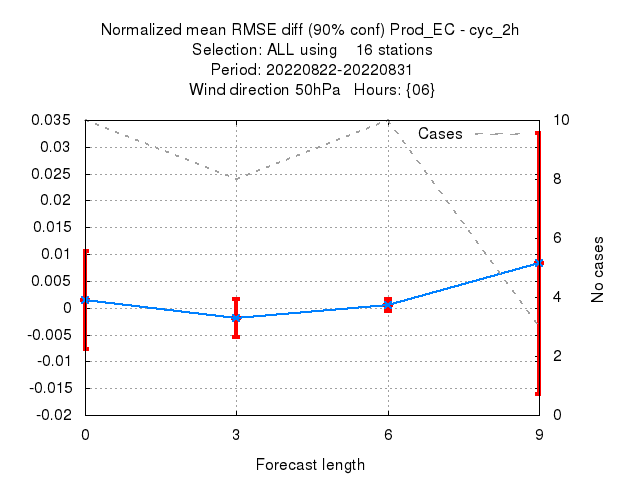 Normalized mean RMSE diff (90% conf) Prod_EC - cyc_2h
Selection: ALL using    16 stations
Period: 20220822-20220831
Wind direction 50hPa   Hours: {06}
0.035
0.03
0.025
0.02
0.015
0.01
0.005
0
-0.005
-0.01
-0.015
-0.02
Cases
10
8
6
4
2
0
No cases
0 3 6 9
Forecast length